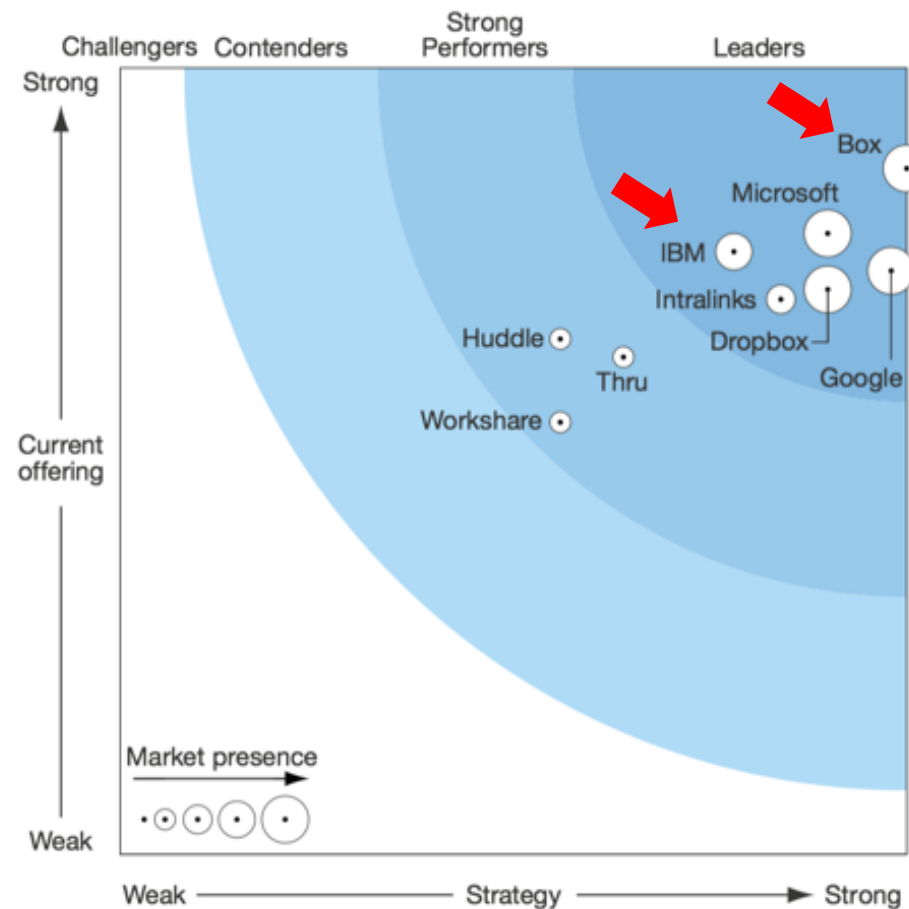 Strong
Challengers Contenders Performers Leaders
Strong
Box
Microsoft
IBM
Intralinks
Huddle
Dropbox
Thru
Google
Workshare
Current
offering
Market presence
Weak
Weak Strategy Strong